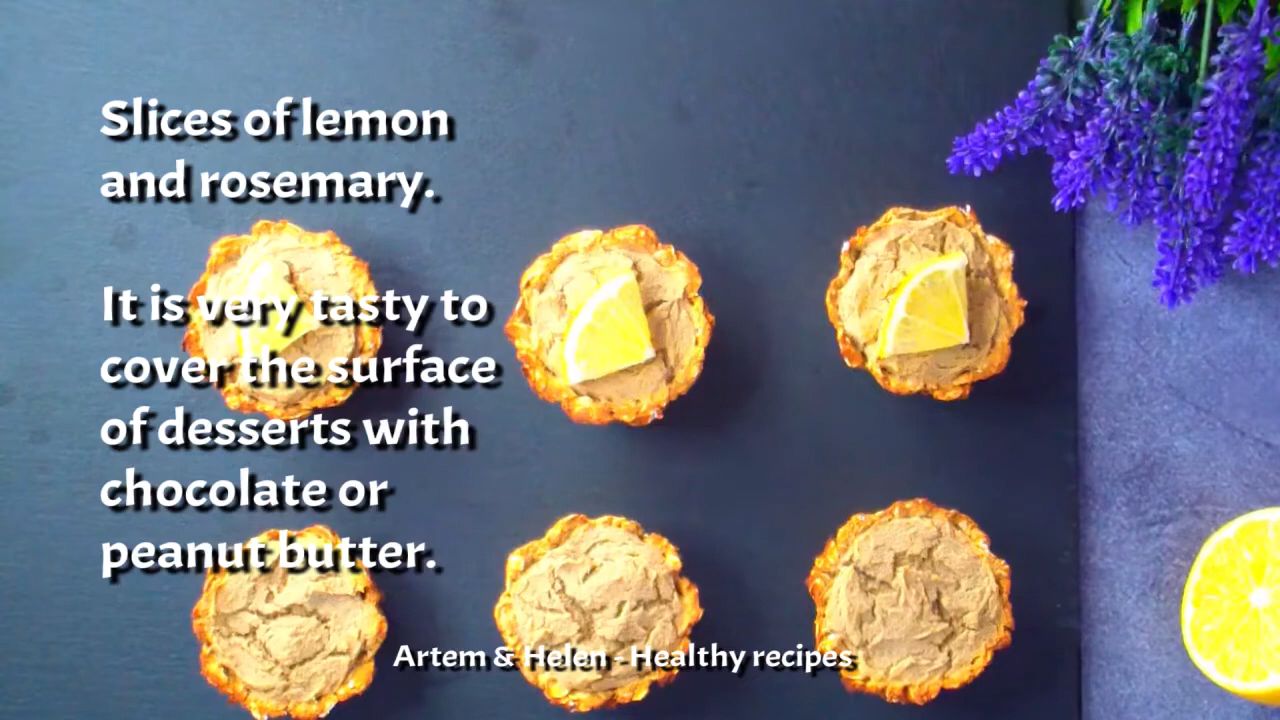 Slices of lemon
and rosemary.
It is very tasty to
cover the surface
of desserts with
chocolate or
peanut butter.
Artem & Helen - Healthy recipes